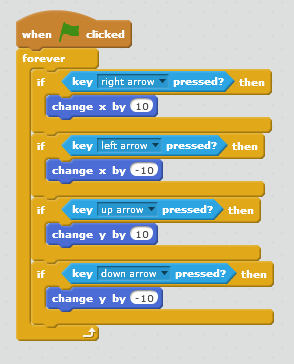 when clicked
forever
if key right arrow pressed? then
change x by 10
if key left arrow pressed? then
change x by -10
if key up arrow pressed? then
change y by 10
if key down arrow pressed? then
change y by -10